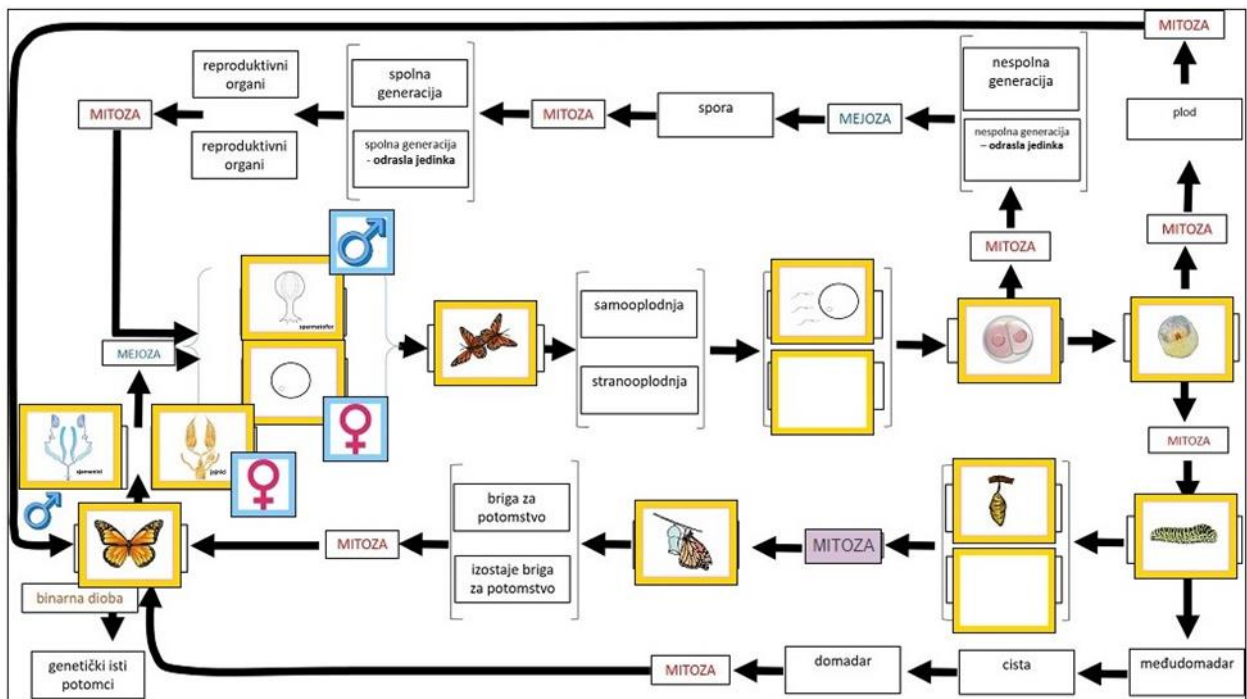 MITOZA
reproduktivni
organi
spolna
generacija
nespolna
generacija
MITOZA
spora
MEJOZA
MITOZA
plod
reproduktivni
organi
spolna generacija
- odrasla jedinka
nespolna generacija
– odrasla jedinka
MITOZA
MITOZA
spermatofor
samooplodnja
MEJOZA
stranooplodnja
sjemenici
jajnici
MITOZA
briga za
potomstvo
MITOZA
MITOZA
izostaje briga
za potomstvo
binarna dioba
genetički isti
potomci
MITOZA
domadar
cista
međudomadar